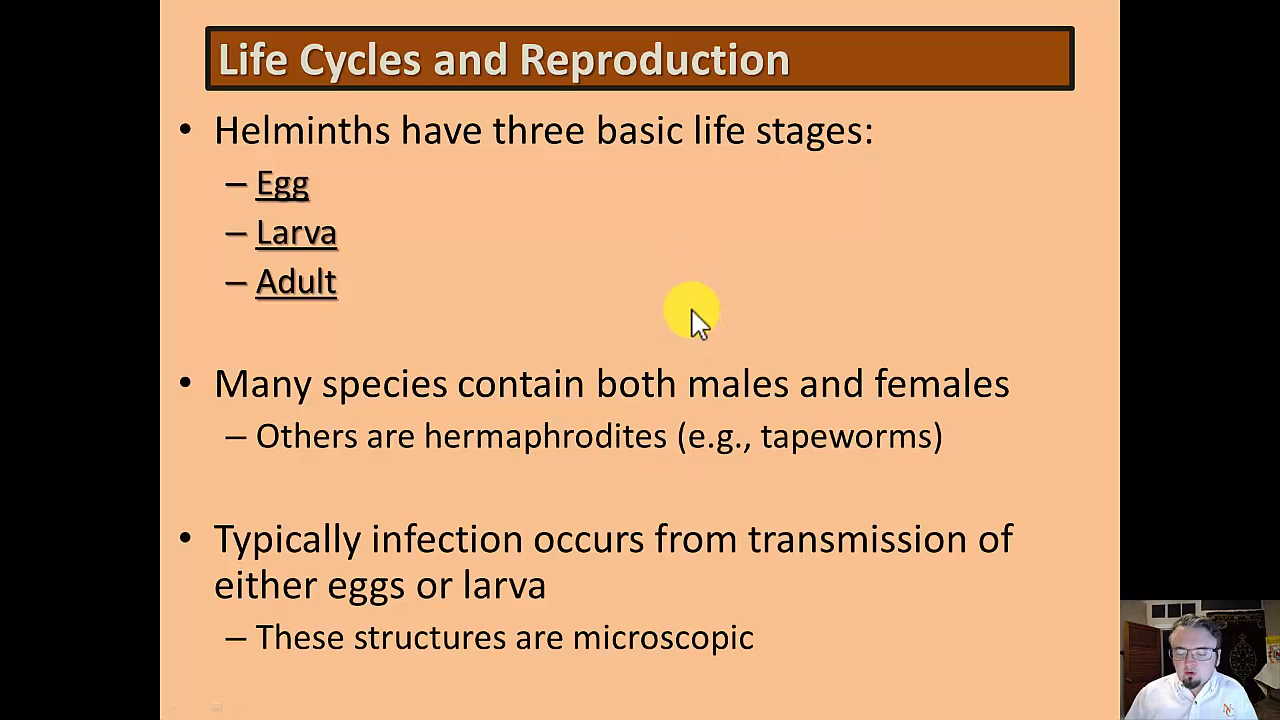 Life Cycles and Reproduction
• Helminths have three basic life stages:
– Egg
– Larva
– Adult
• Many species contain both males and females
– Others are hermaphrodites (e.g., tapeworms)
• Typically infection occurs from transmission of
either eggs or larva
– These structures are microscopic